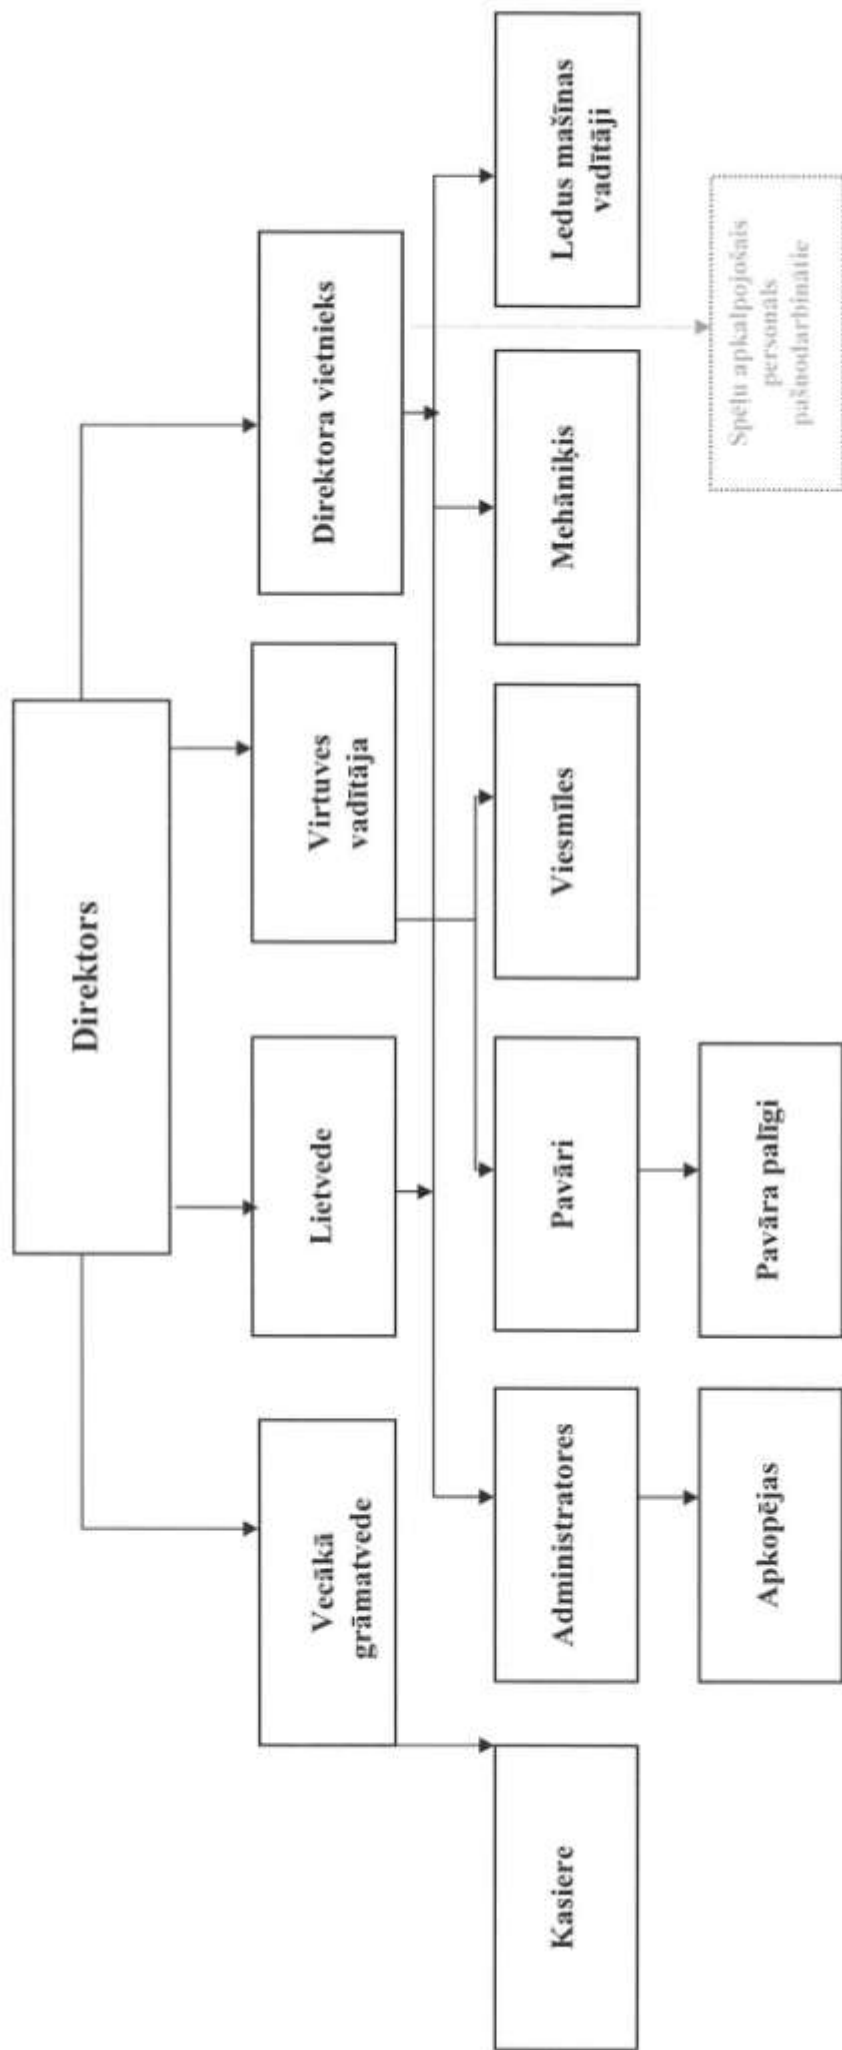 Direktors
Vecākā
grāmatvede
Lietvede
Virtuves
vadītāja
Direktora vietnieks
Kasiere
Administratores
Pavāri
Viesmīles
Mehāniķis
Ledus mašīnas
vadītāji
Apkopējas
Pavāra palīgi
Spēļu apkalpojošais
personāls
pašnodarbinātie